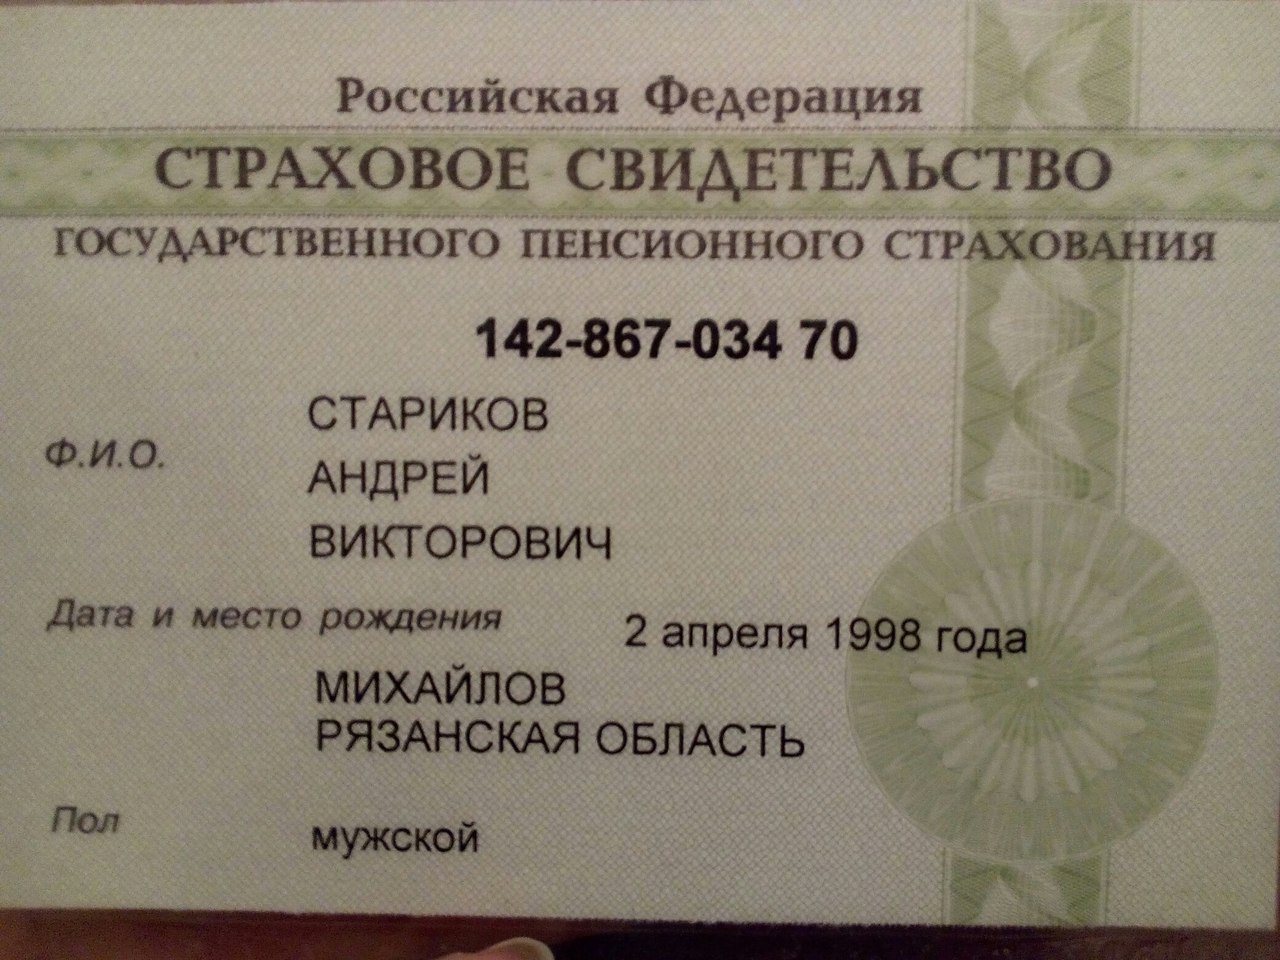 Российская Федерация
СТРАХОВОЕ СВИДЕТЕЛЬСТВО
ГОСУДАРСТВЕННОГО ПЕНСИОННОГО СТРАХОВАНИЯ
142-867-034 70
Ф.И.О.
СТАРИКОВ
АНДРЕЙ
ВИКТОРОВИЧ
Дата и место рождения 2 апреля 1998 года
МИХАЙЛОВ
РЯЗАНСКАЯ ОБЛАСТЬ
Пол мужской